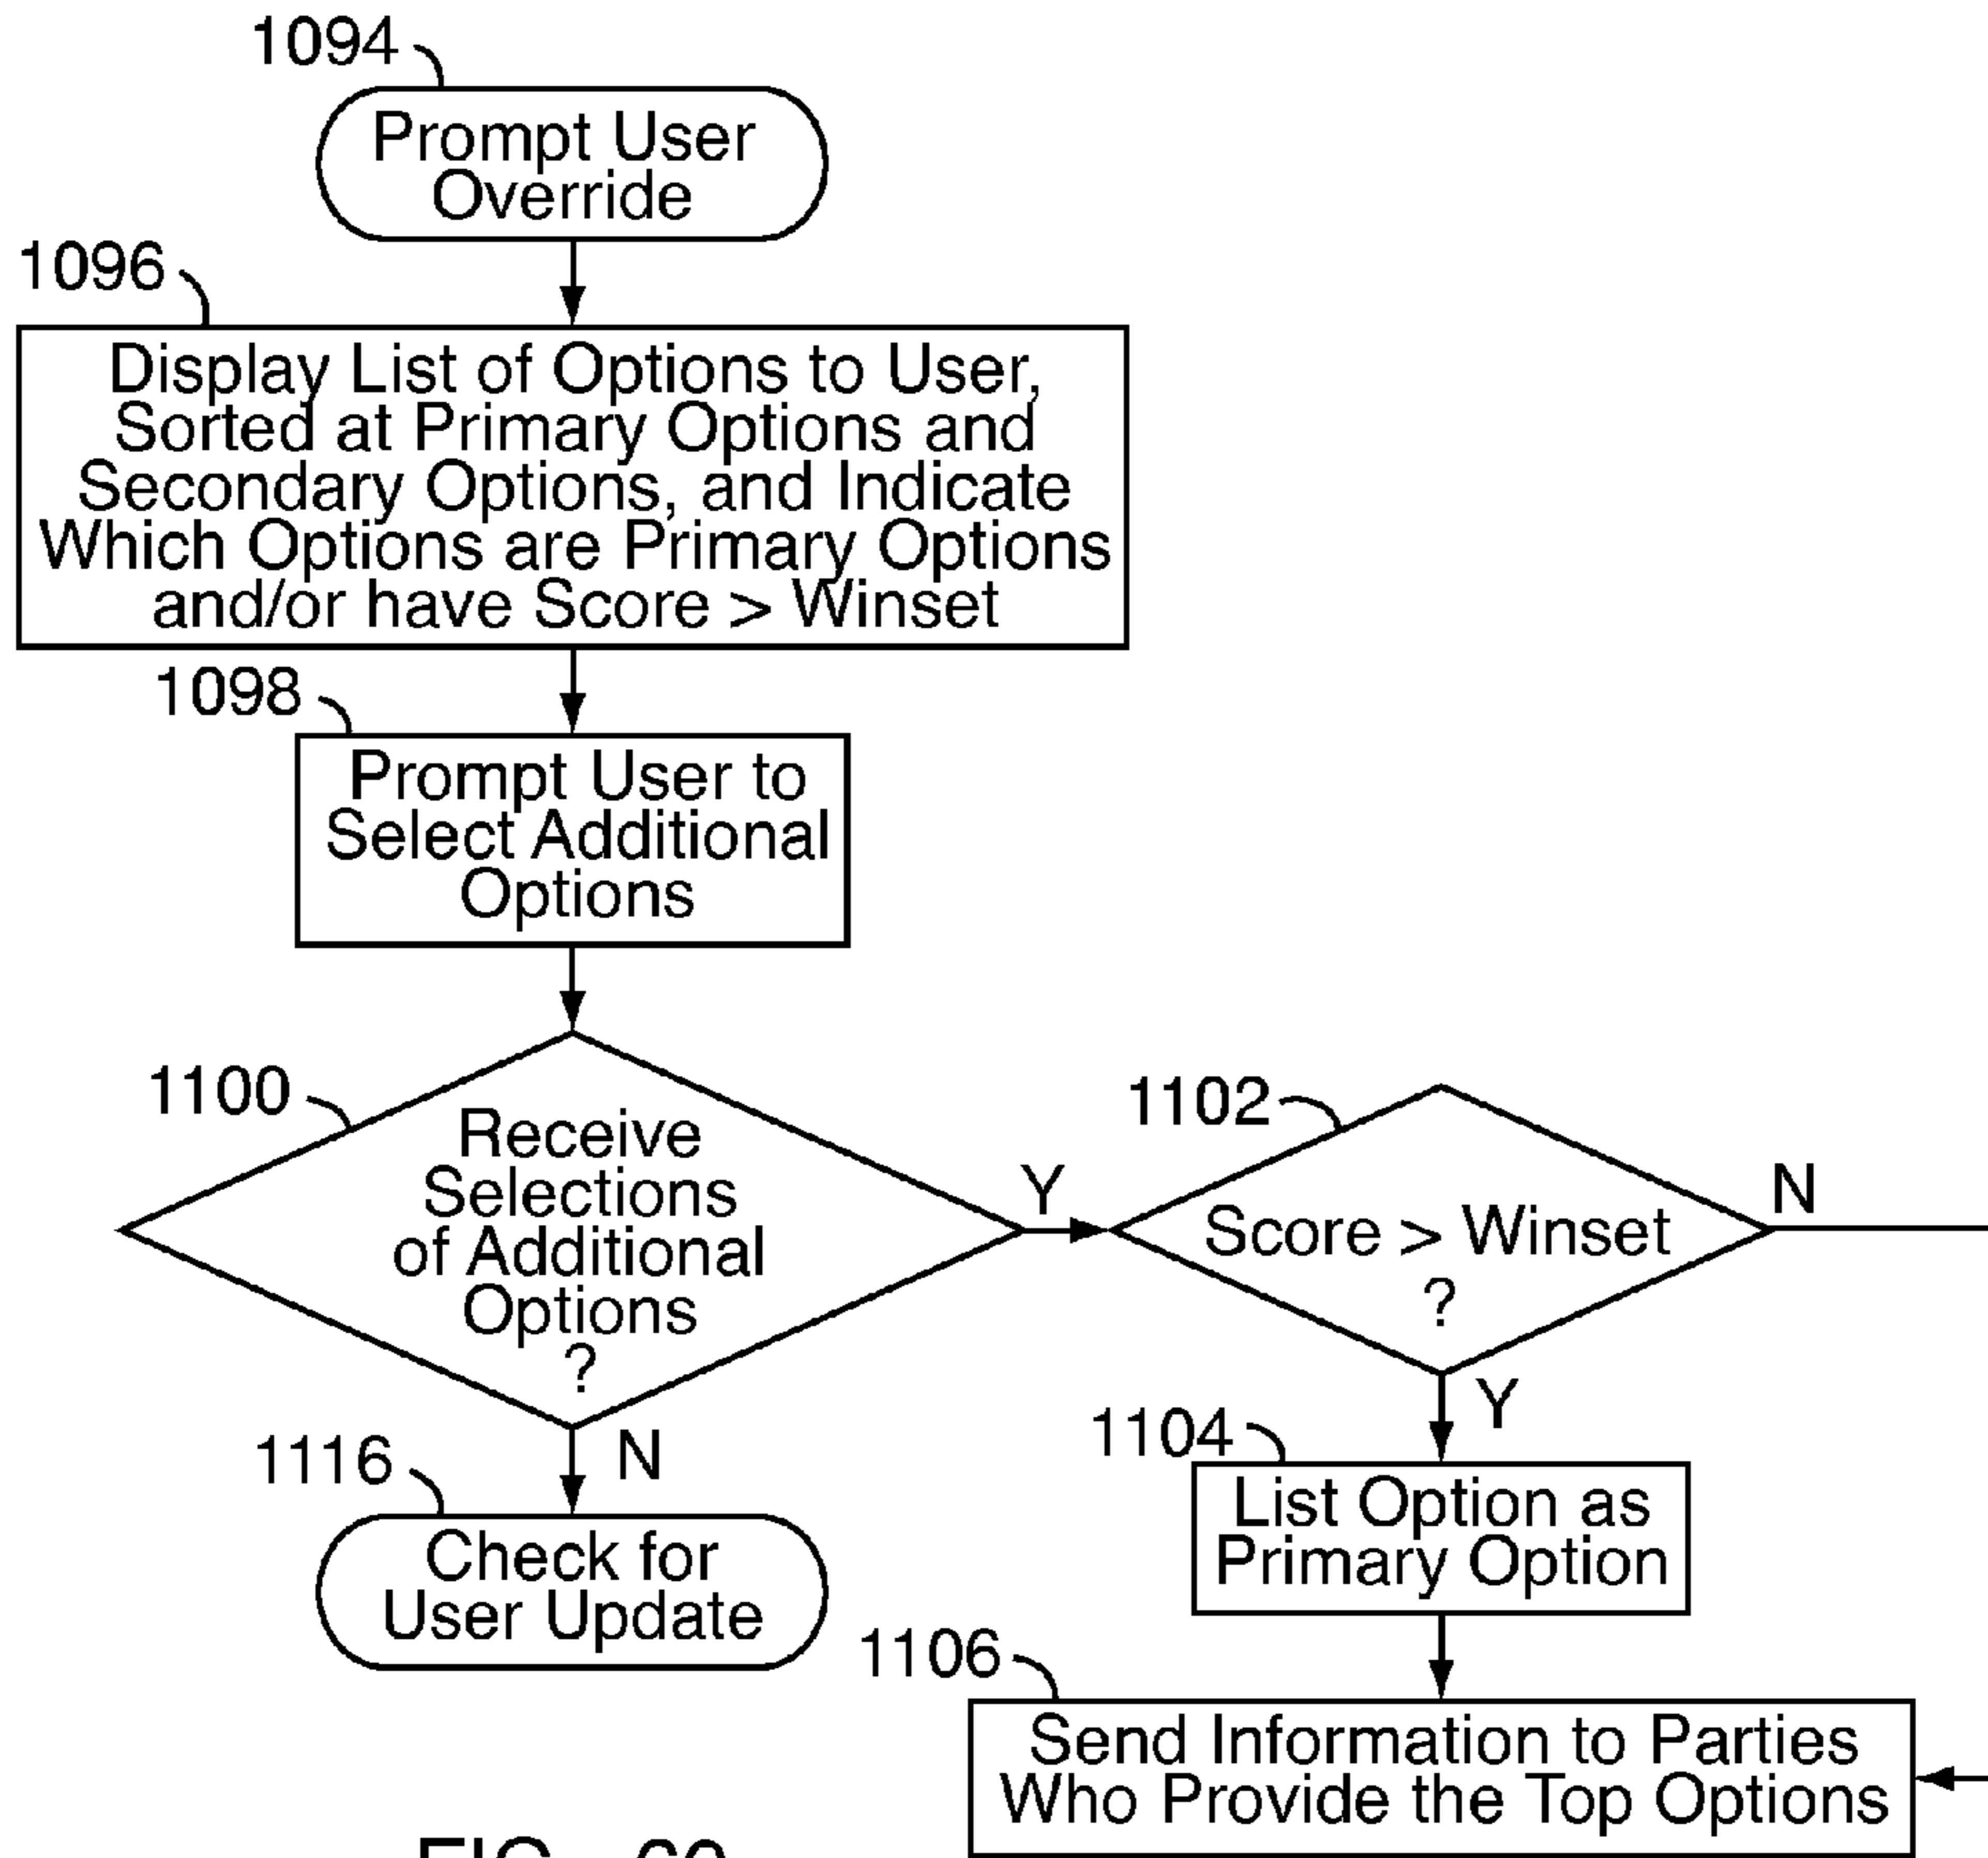 1094
Prompt User
Override
1096
Display List of Options to User,
Sorted at Primary Options and
Secondary Options, and Indicate
Which Options are Primary Options
and/or have Score > Winset
1098
Prompt User to
Select Additional
Options
1100
Receive
Selections
of Additional
Options
?
Y
1102
Score > Winset
?
N
Y
N
1104
List Option as
Primary Option
1116
Check for
User Update
1106
Send Information to Parties
Who Provide the Top Options
FIG.